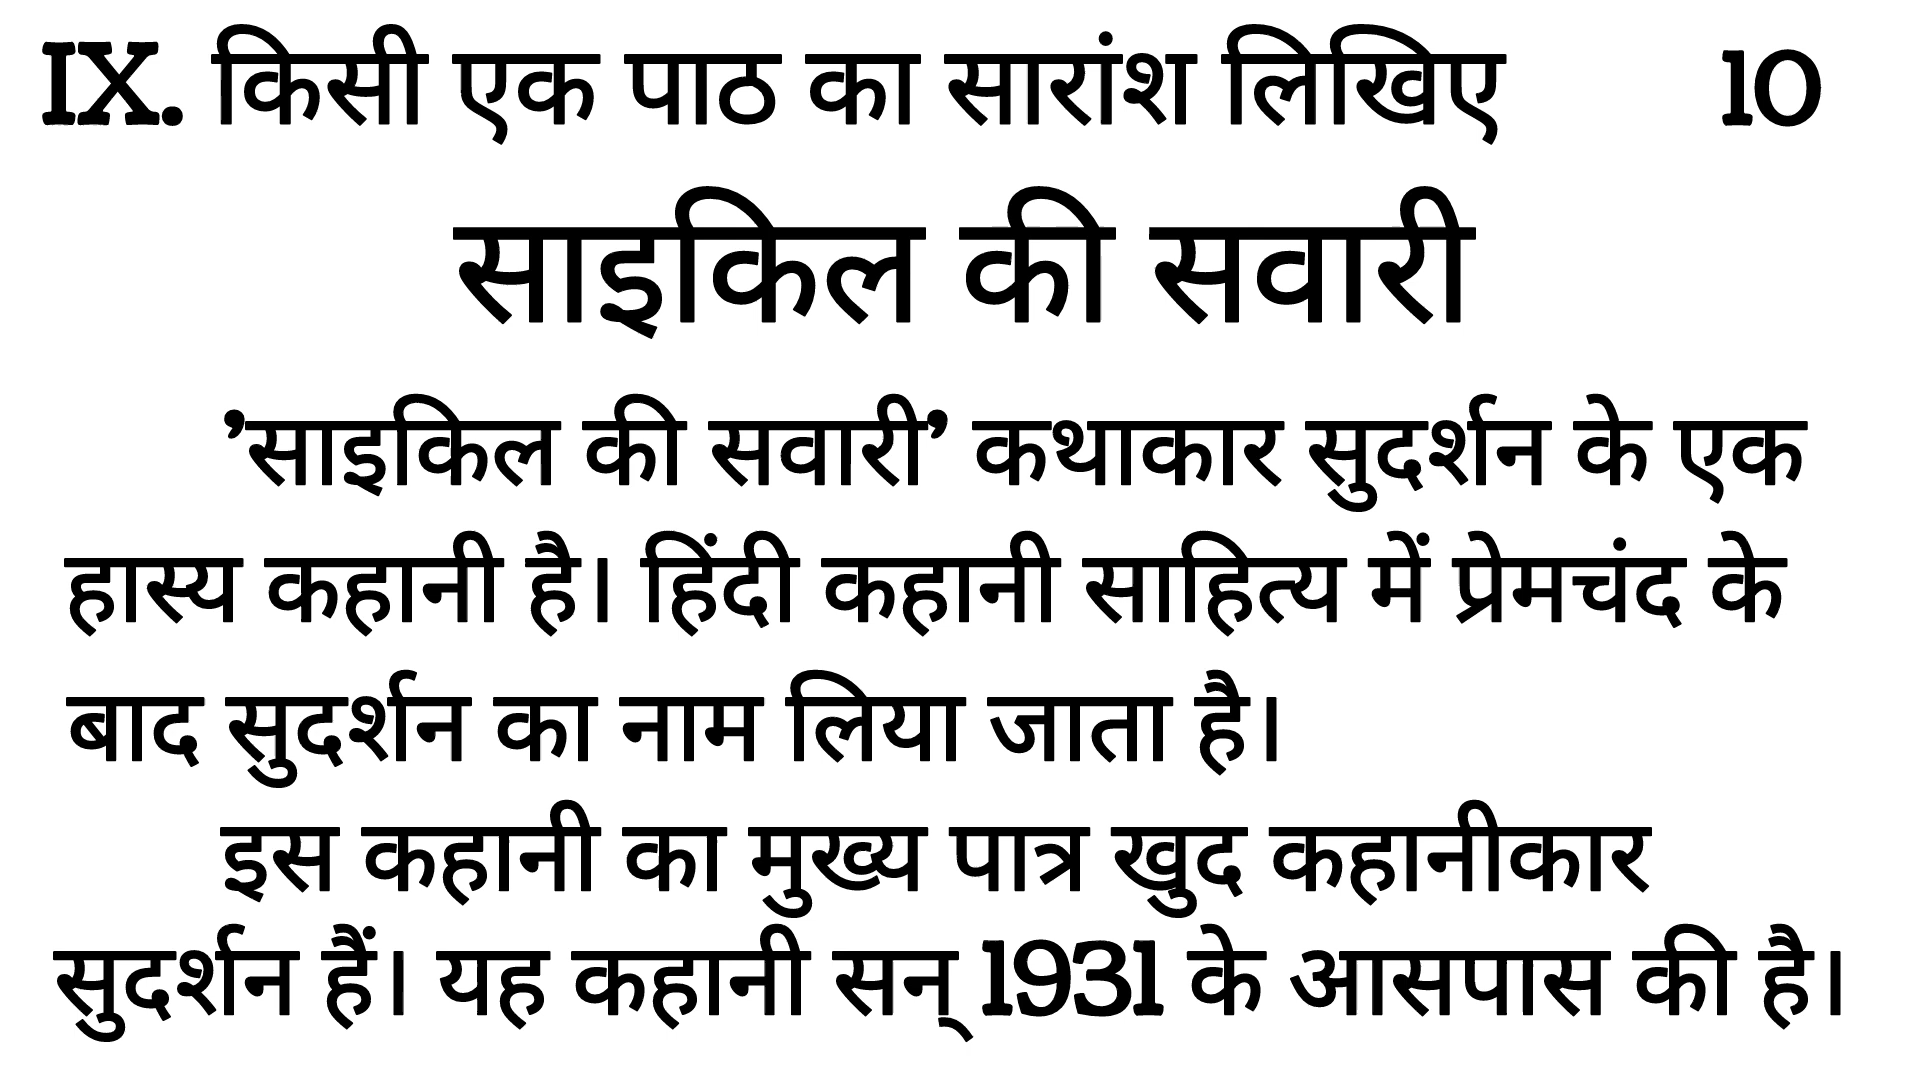 IX. किसी एक पाठ का सारांश लिखिए 10
साइकिल की सवारी
’साइकिल की सवारी’ कथाकार सुदर्शन के एक
हास्य कहानी है। हिंदी कहानी साहित्य में प्रेमचंद के
बाद सुदर्शन का नाम लिया जाता है।
इस कहानी का मुख्य पात्र खुद कहानीकार
सुदर्शन हैं। यह कहानी सन् 1931 के आसपास की है।